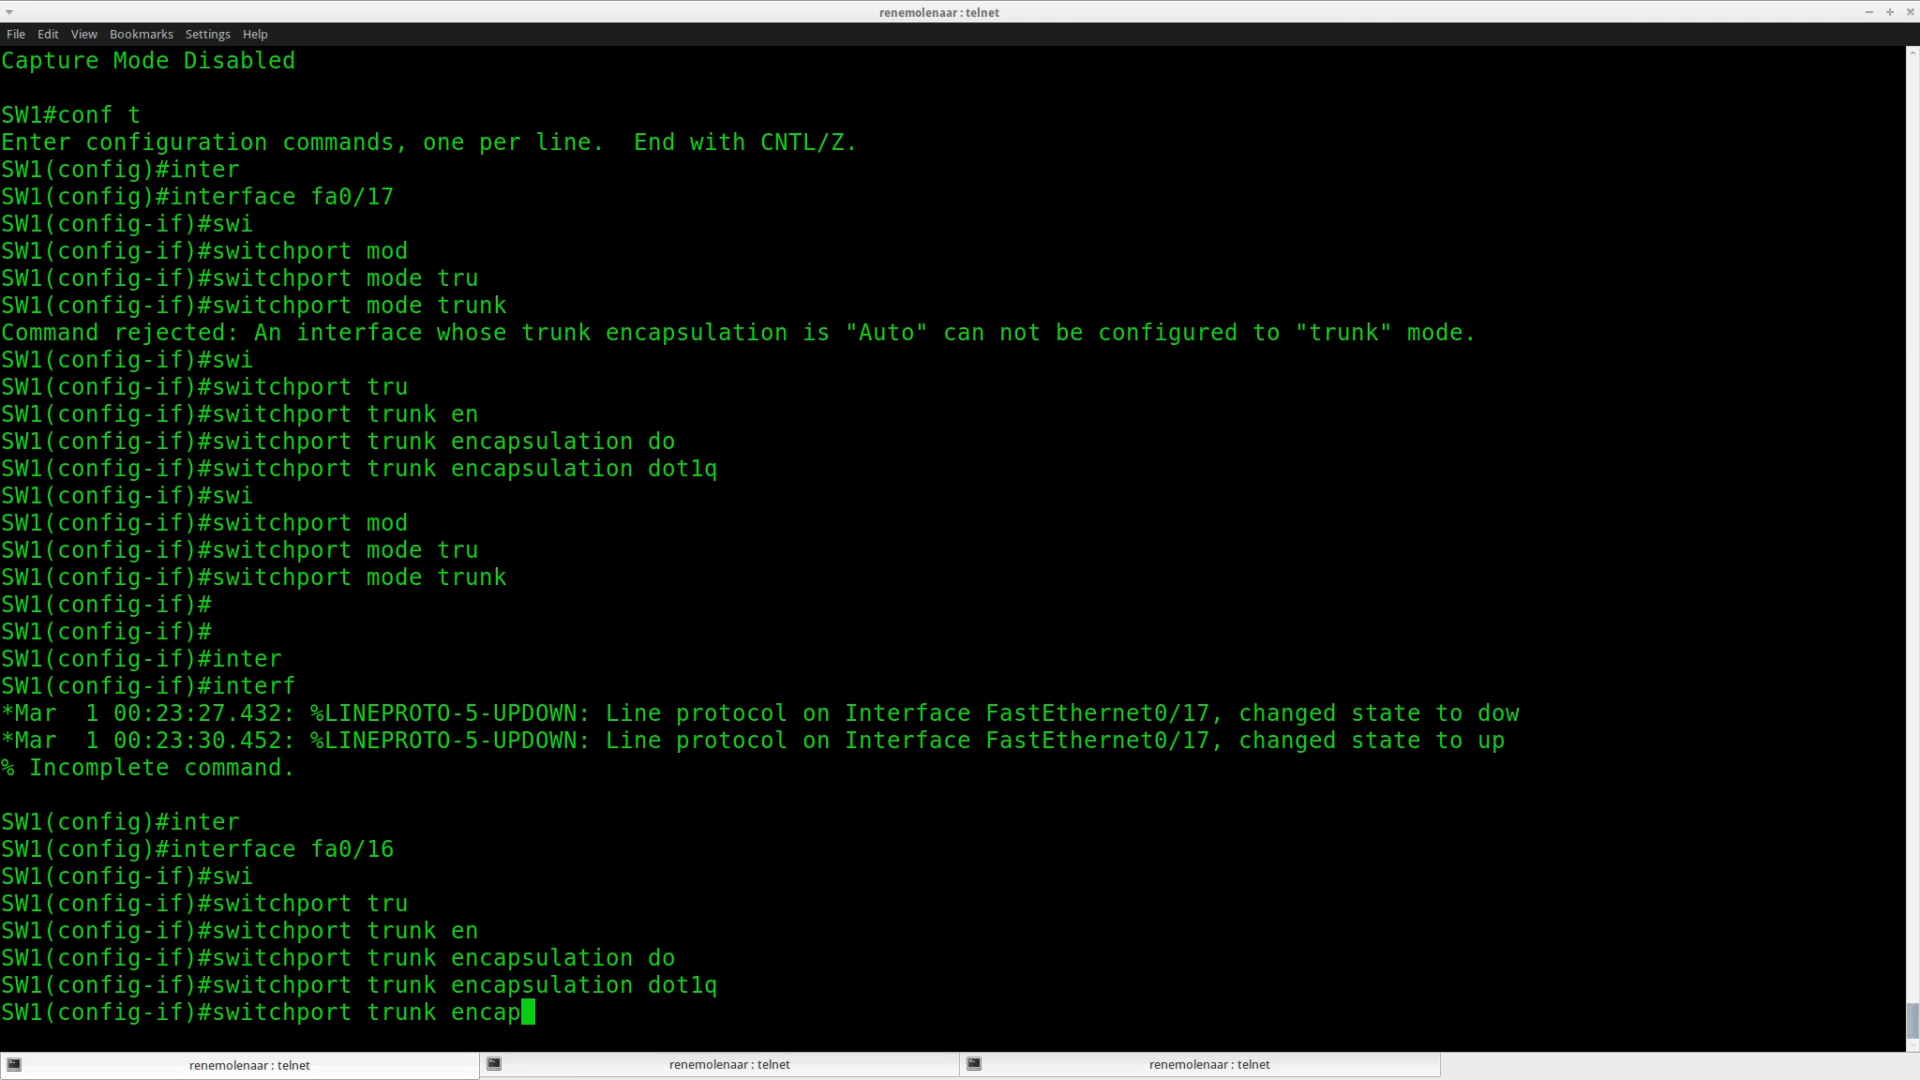 renemolenaar : telnet
File Edit View Bookmarks Settings Help
Capture Mode Disabled
SW1#conf t
Enter configuration commands, one per line.  End with CNTL/Z.
SW1(config)#inter
SW1(config)#interface fa0/17
SW1(config-if)#swi
SW1(config-if)#switchport mod
SW1(config-if)#switchport mode tru
SW1(config-if)#switchport mode trunk
Command rejected: An interface whose trunk encapsulation is "Auto" can not be configured to "trunk" mode.
SW1(config-if)#swi
SW1(config-if)#switchport tru
SW1(config-if)#switchport trunk en
SW1(config-if)#switchport trunk encapsulation do
SW1(config-if)#switchport trunk encapsulation dot1q
SW1(config-if)#swi
SW1(config-if)#switchport mod
SW1(config-if)#switchport mode tru
SW1(config-if)#switchport mode trunk
SW1(config-if)#
SW1(config-if)#
SW1(config-if)#inter
SW1(config-if)#interf
*Mar  1 00:23:27.432: %LINEPROTO-5-UPDOWN: Line protocol on Interface FastEthernet0/17, changed state to dow
*Mar  1 00:23:30.452: %LINEPROTO-5-UPDOWN: Line protocol on Interface FastEthernet0/17, changed state to up
% Incomplete command.
SW1(config)#inter
SW1(config)#interface fa0/16
SW1(config-if)#swi
SW1(config-if)#switchport tru
SW1(config-if)#switchport trunk en
SW1(config-if)#switchport trunk encapsulation do
SW1(config-if)#switchport trunk encapsulation dot1q
SW1(config-if)#switchport trunk encap
renemolenaar : telnet renemolenaar : telnet renemolenaar : telnet